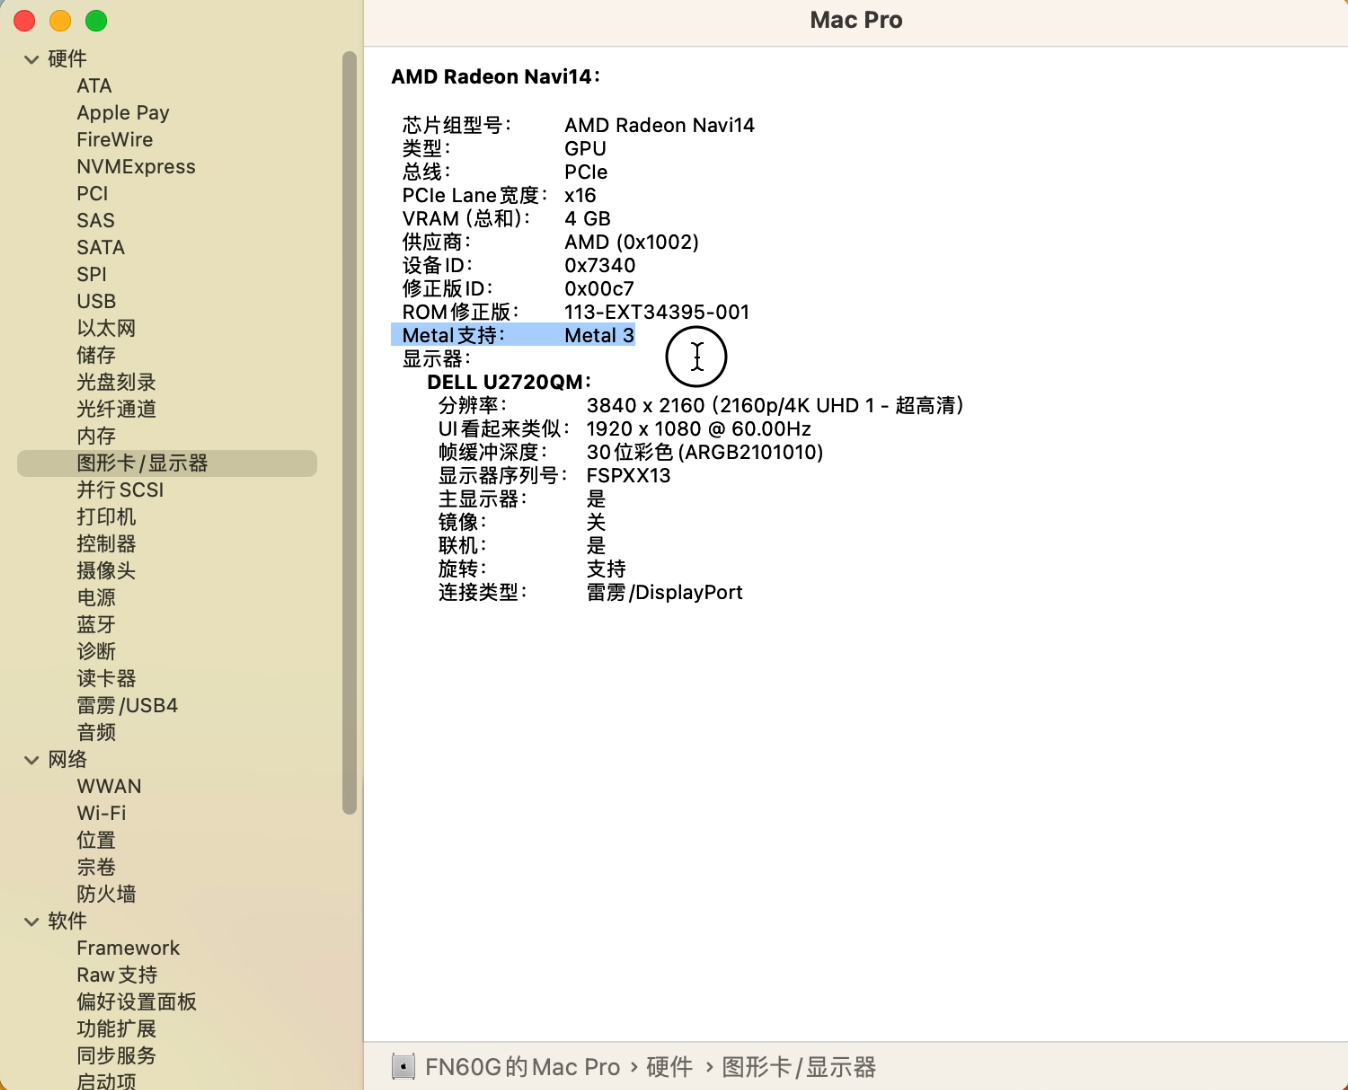 Mac Pro
硬件
ATA
Apple Pay
FireWire
NVMExpress
PCI
SAS
SATA
SPI
USB
以太网
储存
光盘刻录
光纤通道
内存
图形卡/显示器
并行SCSI
打印机
控制器
摄像头
电源
蓝牙
诊断
读卡器
雷雳/USB4
音频
网络
WWAN
Wi-Fi
位置
宗卷
防火墙
软件
Framework
Raw支持
偏好设置面板
功能扩展
同步服务
启动项
AMD Radeon Navi14：
芯片组型号： AMD Radeon Navi14
类型： GPU
总线： PCIe
PCIe Lane宽度： x16
VRAM（总和）： 4 GB
供应商： AMD (0x1002)
设备ID： 0x7340
修正版ID： 0x00c7
ROM修正版： 113-EXT34395-001
Metal支持： Metal 3
显示器：
DELL U2720QM：
分辨率： 3840 x 2160（2160p/4K UHD 1 - 超高清）
UI看起来类似： 1920 x 1080 @ 60.00Hz
帧缓冲深度： 30位彩色(ARGB2101010)
显示器序列号： FSPXX13
主显示器： 是
镜像： 关
联机： 是
旋转： 支持
连接类型： 雷雳/DisplayPort
FN60G的Mac Pro › 硬件 › 图形卡/显示器